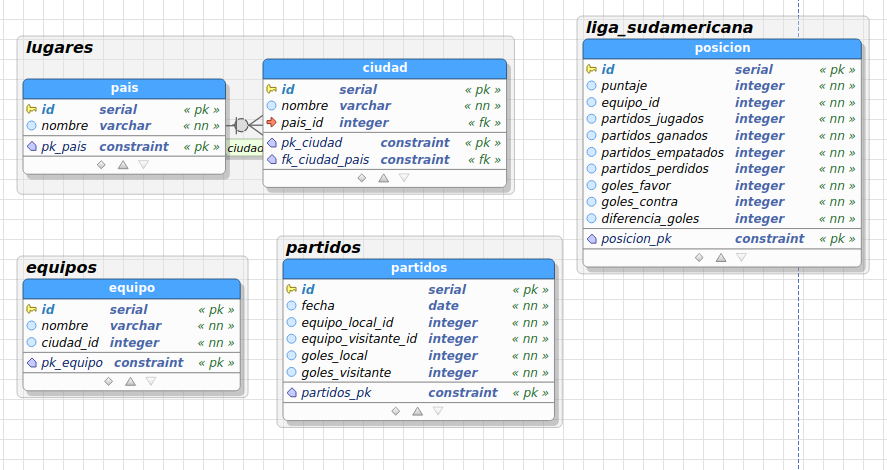 lugares
pais
id serial « pk »
nombre varchar « nn »
pk_pais constraint « pk »
ciudad
ciudad
id serial « pk »
nombre varchar « nn »
pais_id integer « fk »
pk_ciudad constraint « pk »
fk_ciudad_pais constraint « fk »
liga_sudamericana
posicion
id serial « pk »
puntaje integer « nn »
equipo_id integer « nn »
partidos_jugados integer « nn »
partidos_ganados integer « nn »
partidos_empatados integer « nn »
partidos_perdidos integer « nn »
goles_favor integer « nn »
goles_contra integer « nn »
diferencia_goles integer « nn »
posicion_pk constraint « pk »
equipos
equipo
id serial « pk »
nombre varchar « nn »
ciudad_id integer « nn »
pk_equipo constraint « pk »
partidos
partidos
id serial « pk »
fecha date « nn »
equipo_local_id integer « nn »
equipo_visitante_id integer « nn »
goles_local integer « nn »
goles_visitante integer « nn »
partidos_pk constraint « pk »